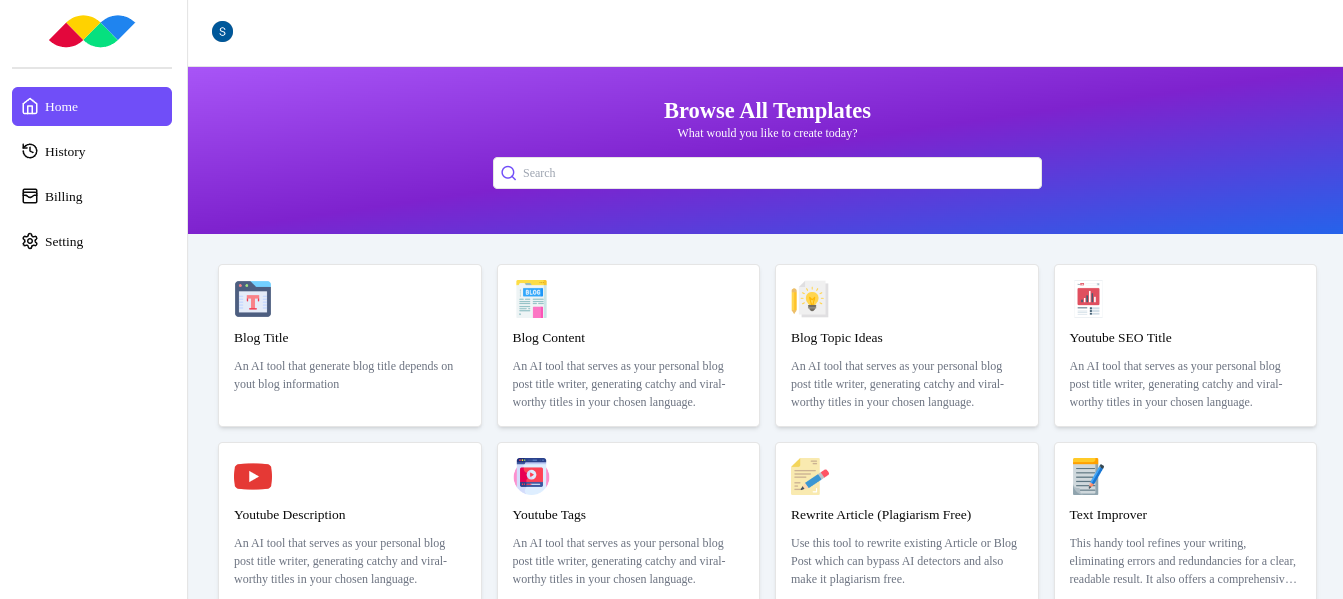 S
Home
History
Billing
Setting
Browse All Templates
What would you like to create today?
Search
T
Blog Title
An AI tool that generate blog title depends on
yout blog information
BLOG
Blog Content
An AI tool that serves as your personal blog
post title writer, generating catchy and viral-
worthy titles in your chosen language.
Blog Topic Ideas
An AI tool that serves as your personal blog
post title writer, generating catchy and viral-
worthy titles in your chosen language.
Youtube SEO Title
An AI tool that serves as your personal blog
post title writer, generating catchy and viral-
worthy titles in your chosen language.
Youtube Description
An AI tool that serves as your personal blog
post title writer, generating catchy and viral-
worthy titles in your chosen language.
Youtube Tags
An AI tool that serves as your personal blog
post title writer, generating catchy and viral-
worthy titles in your chosen language.
Rewrite Article (Plagiarism Free)
Use this tool to rewrite existing Article or Blog
Post which can bypass AI detectors and also
make it plagiarism free.
Text Improver
This handy tool refines your writing,
eliminating errors and redundancies for a clear,
readable result. It also offers a comprehensiv…